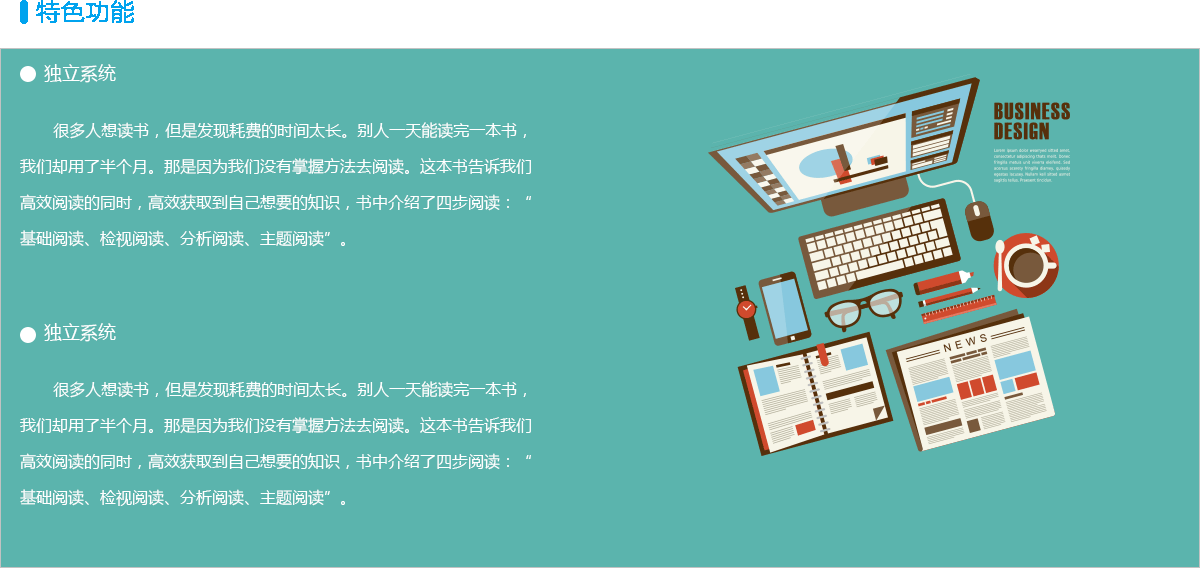 特色功能
独立系统
很多人想读书，但是发现耗费的时间太长。别人一天能读完一本书，
我们却用了半个月。那是因为我们没有掌握方法去阅读。这本书告诉我们
高效阅读的同时，高效获取到自己想要的知识，书中介绍了四步阅读：“
基础阅读、检视阅读、分析阅读、主题阅读”。
独立系统
很多人想读书，但是发现耗费的时间太长。别人一天能读完一本书，
我们却用了半个月。那是因为我们没有掌握方法去阅读。这本书告诉我们
高效阅读的同时，高效获取到自己想要的知识，书中介绍了四步阅读：“
基础阅读、检视阅读、分析阅读、主题阅读”。
BUSINESS
DESIGN
NEWS